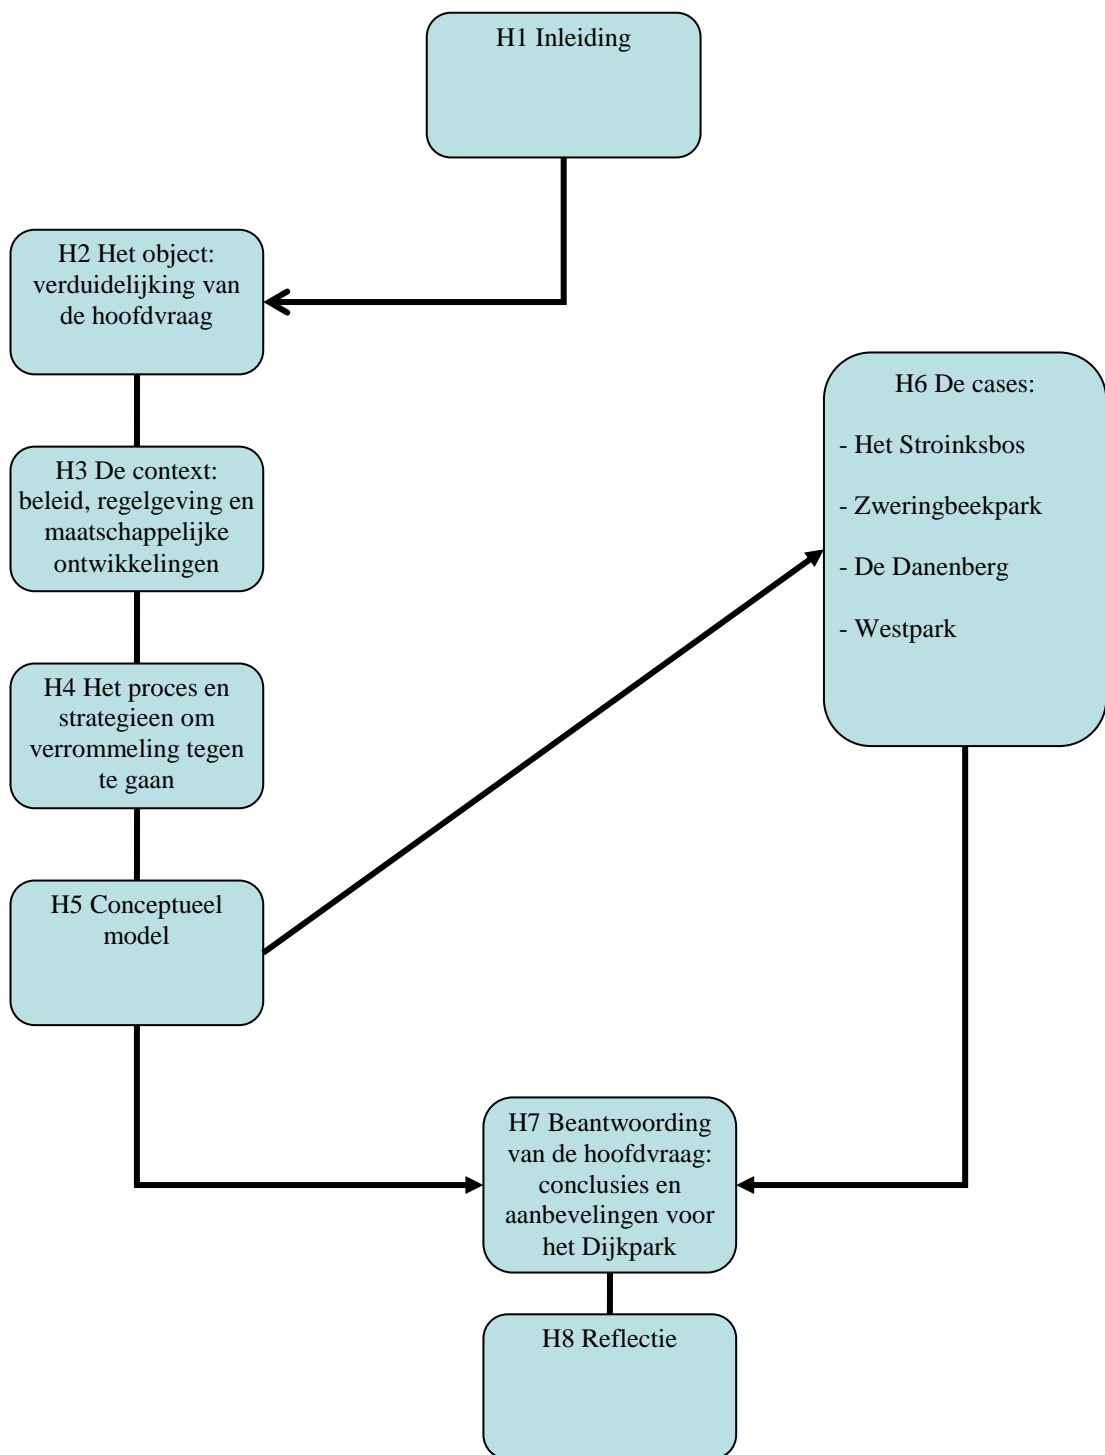 H1 Inleiding
H2 Het object:
verduidelijking van
de hoofdvraag
H3 De context:
beleid, regelgeving en
maatschappelijke
ontwikkelingen
H4 Het proces en
strategieen om
verrommeling tegen
te gaan
H5 Conceptueel
model
H6 De cases:
- Het Stroinksbos
- Zweringbeekpark
- De Danenberg
- Westpark
H7 Beantwoording
van de hoofdvraag:
conclusies en
aanbevelingen voor
het Dijkpark
H8 Reflectie